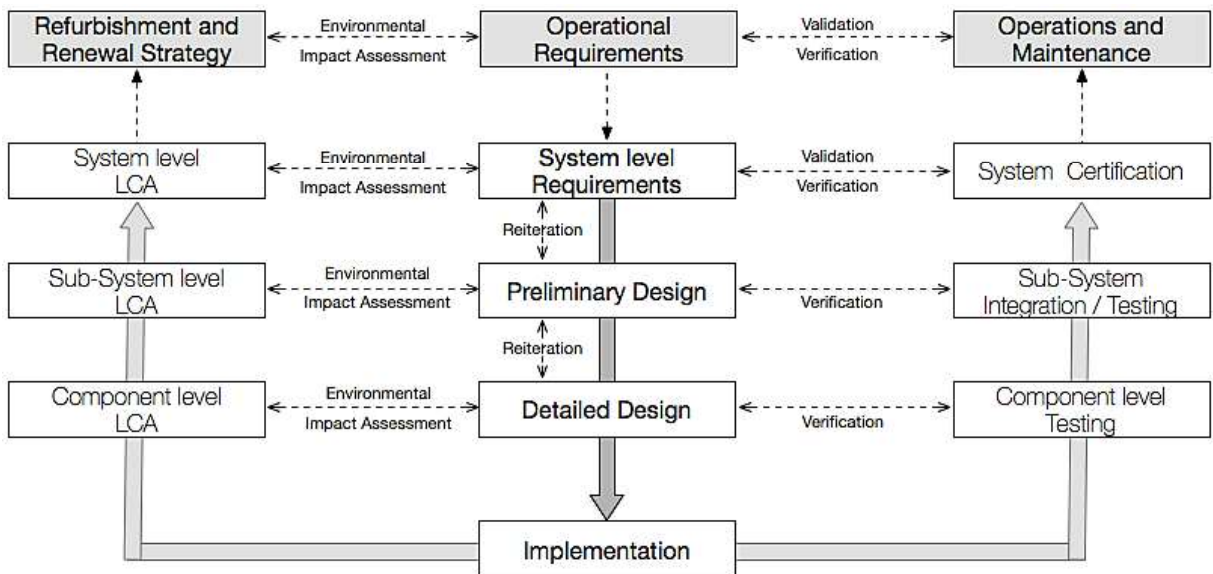 Refurbishment and
Renewal Strategy
Environmental
Impact Assessment
Operational
Requirements
Validation
Verification
Operations and
Maintenance
System level
LCA
Environmental
Impact Assessment
System level
Requirements
Validation
Verification
System Certification
Reiteration
Sub-System level
LCA
Environmental
Impact Assessment
Preliminary Design
Verification
Sub-System
Integration / Testing
Reiteration
Component level
LCA
Environmental
Impact Assessment
Detailed Design
Verification
Component level
Testing
Implementation